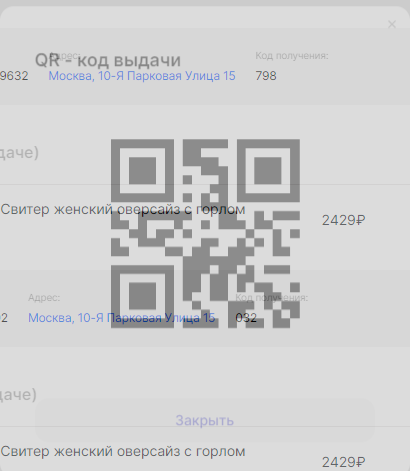 Адрес:
Код получения:
QR - код выдачи
9632
Москва, 10-Я Парковая Улица 15
798
даче)
Свитер женский оверсайз с горлом
2429₽
Адрес:
Код получения:
2
Москва, 10-Я Парковая Улица 15
032
даче)
Закрыть
Свитер женский оверсайз с горлом
2429₽